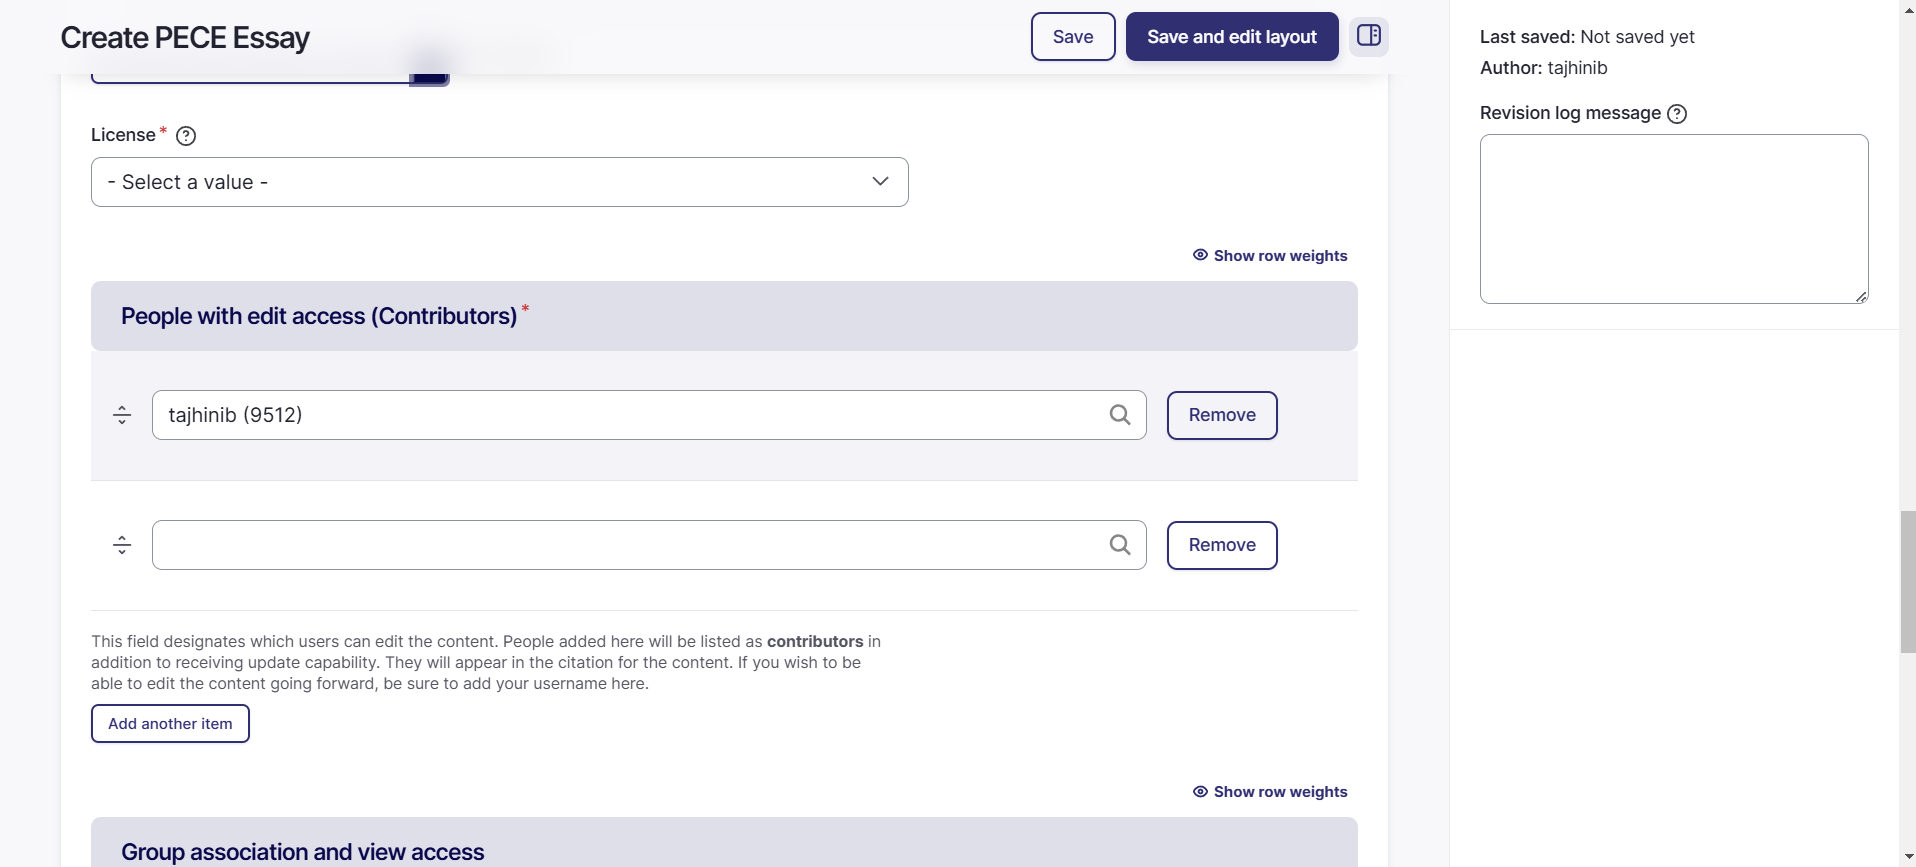 Create PECE Essay
Save
Save and edit layout
License *
- Select a value -
Show row weights
People with edit access (Contributors) *
tajhinib (9512)
Remove
Remove
This field designates which users can edit the content. People added here will be listed as contributors in
addition to receiving update capability. They will appear in the citation for the content. If you wish to be
able to edit the content going forward, be sure to add your username here.
Add another item
Show row weights
Group association and view access
Last saved: Not saved yet
Author: tajhinib
Revision log message